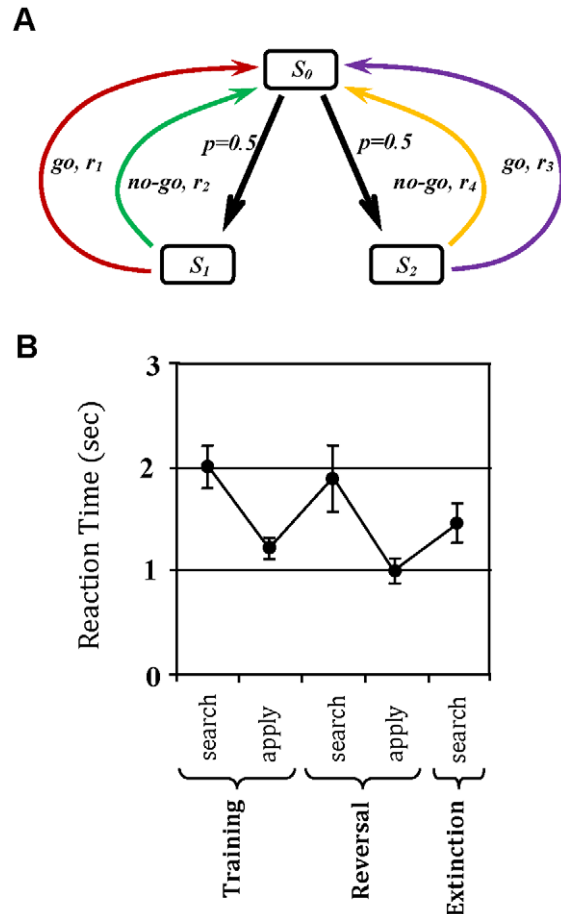 A
S0
p=0.5
p=0.5
go, r1
no-go, r2
no-go, r4
go, r3
S1
S2
B
Reaction Time (sec)
3
2
1
0
search
apply
search
apply
search
Training
Reversal
Extinction